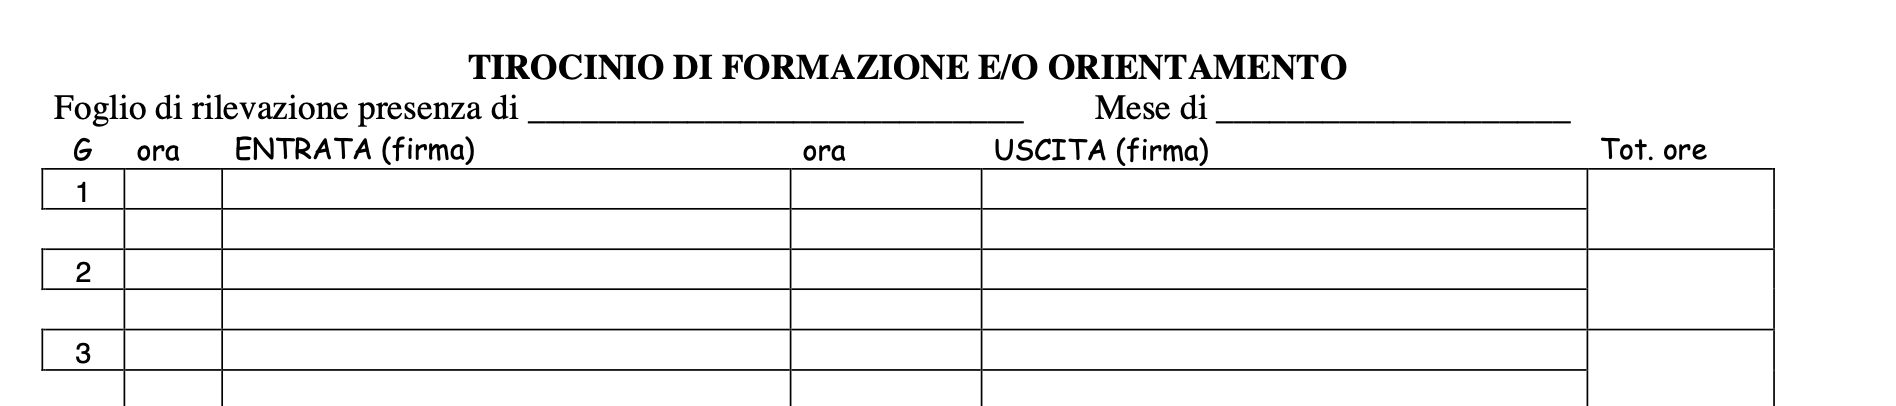 TIROCINIO DI FORMAZIONE E/O ORIENTAMENTO
Foglio di rilevazione presenza di ____________________________ Mese di ____________________
G ora ENTRATA (firma) ora USCITA (firma) Tot. ore
1
2
3